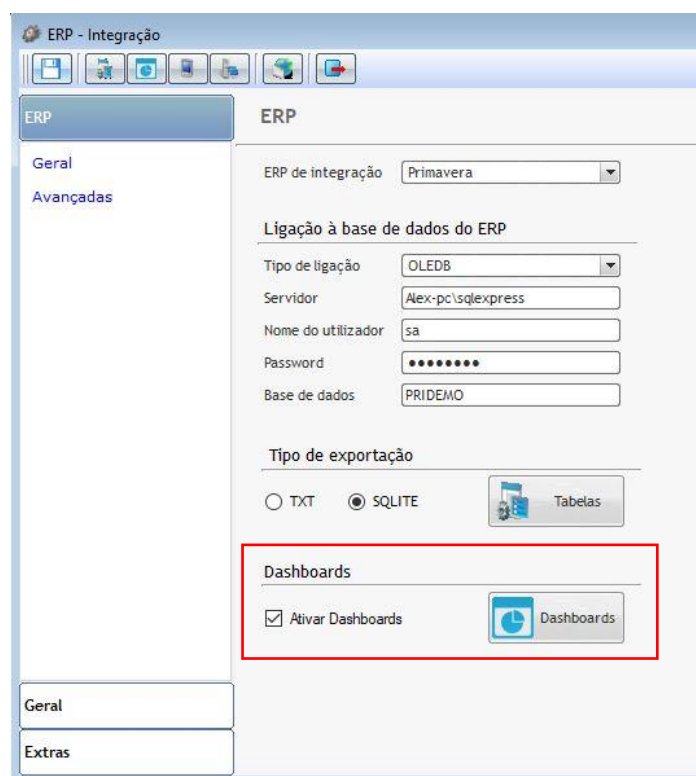 ERP - Integração
ERP
Geral
Avançadas
ERP
ERP de integração Primavera
Ligação à base de dados do ERP
Tipo de ligação OLEDB
Servidor Alex-pc\sqlexpress
Nome do utilizador sa
Password ••••••••
Base de dados PRIDEMO
Tipo de exportação
TXT SQLITE Tabelas
Dashboards
Ativar Dashboards Dashboards
Geral
Extras